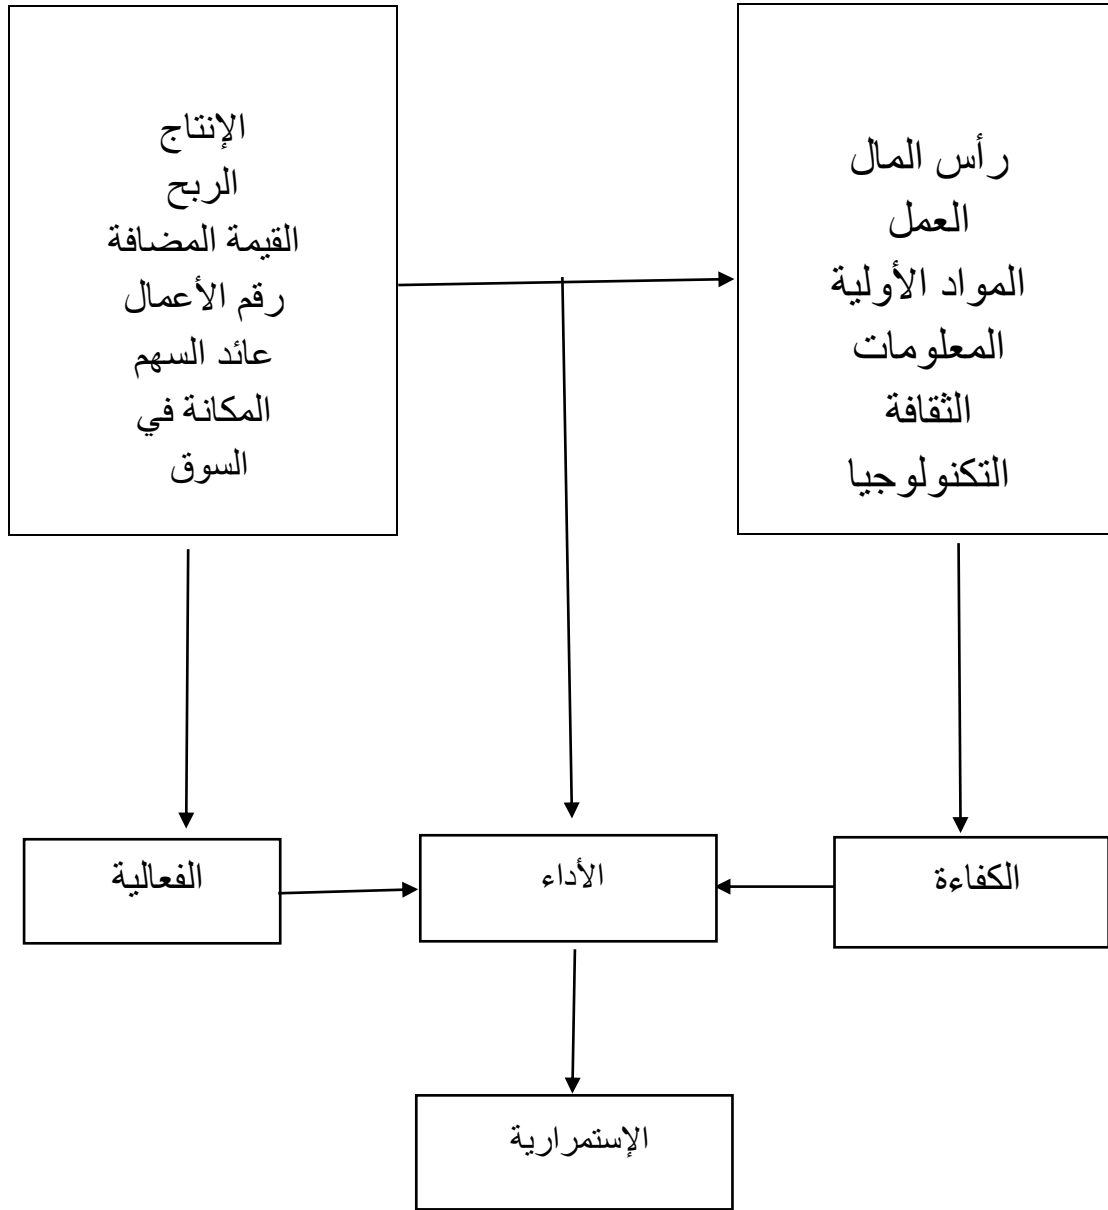 رأس المال
العمل
المواد الأولية
المعلومات
الثقافة
التكنولوجيا
الإنتاج
الربح
القيمة المضافة
رقم الأعمال
عائد السهم
المكانة في
السوق
الكفاءة
الأداء
الفعالية
الإستمرارية